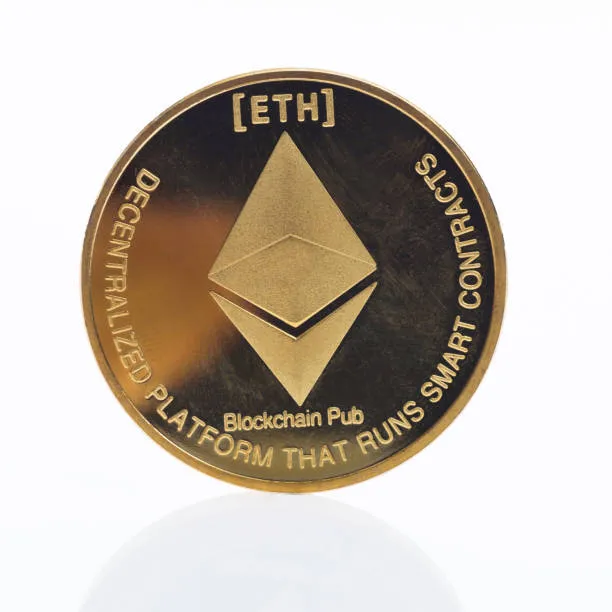 [ETH]
DECENTRALIZED PLATFORM THAT RUNS SMART CONTRACTS
Blockchain Pub